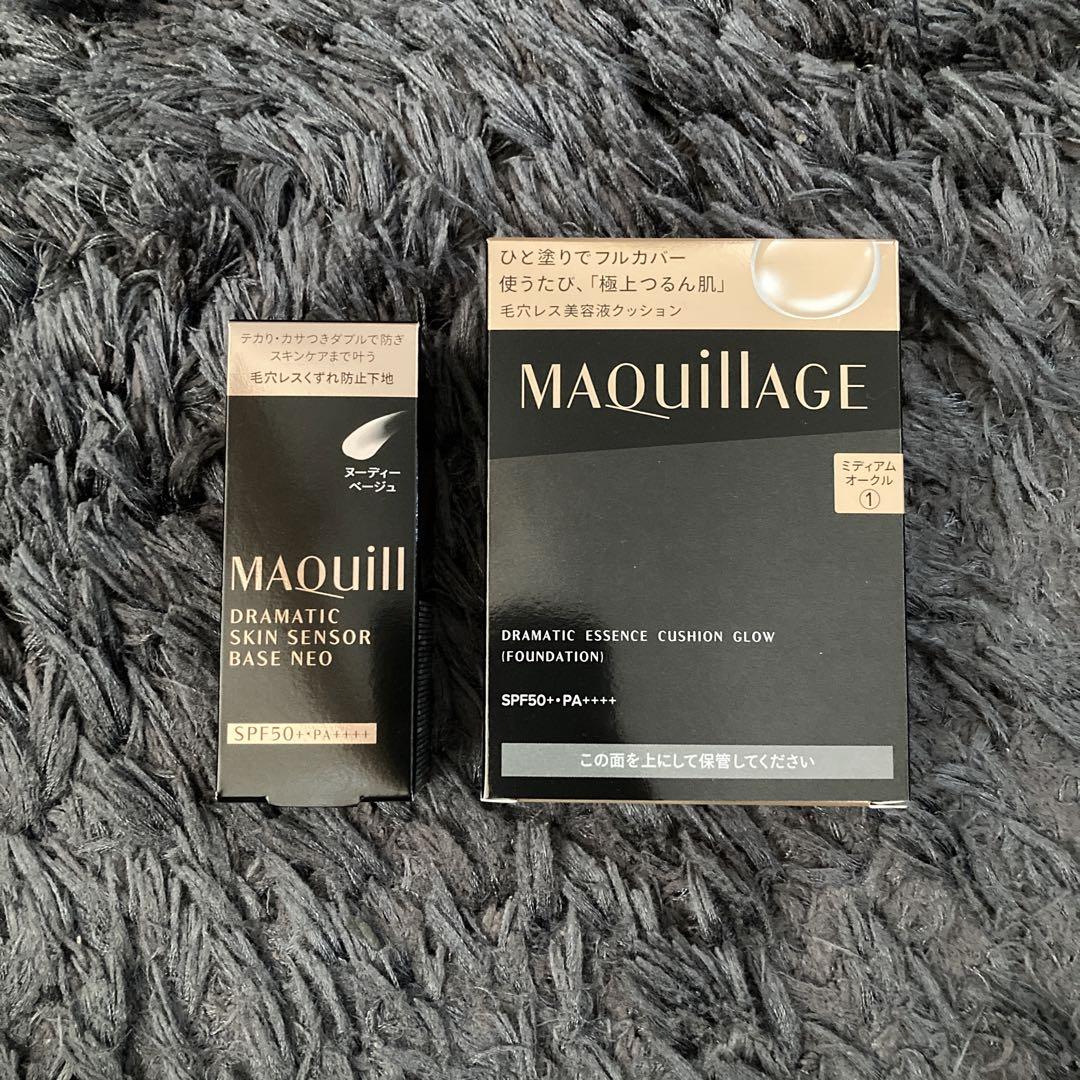 テカり・カサつきダブルで防ぎ
スキンケアまで叶う
毛穴レスくずれ防止下地
ヌーディー
ベージュ
MAQuill
DRAMATIC
SKIN SENSOR
BASE NEO
SPF50+・PA++++
ひと塗りでフルカバー
使うたび、「極上つるん肌」
毛穴レス美容液クッション
MAQuillAGE
ミディアム
オークル
①
DRAMATIC ESSENCE CUSHION GLOW
(FOUNDATION)
SPF50+・PA++++
この面を上にして保管してください